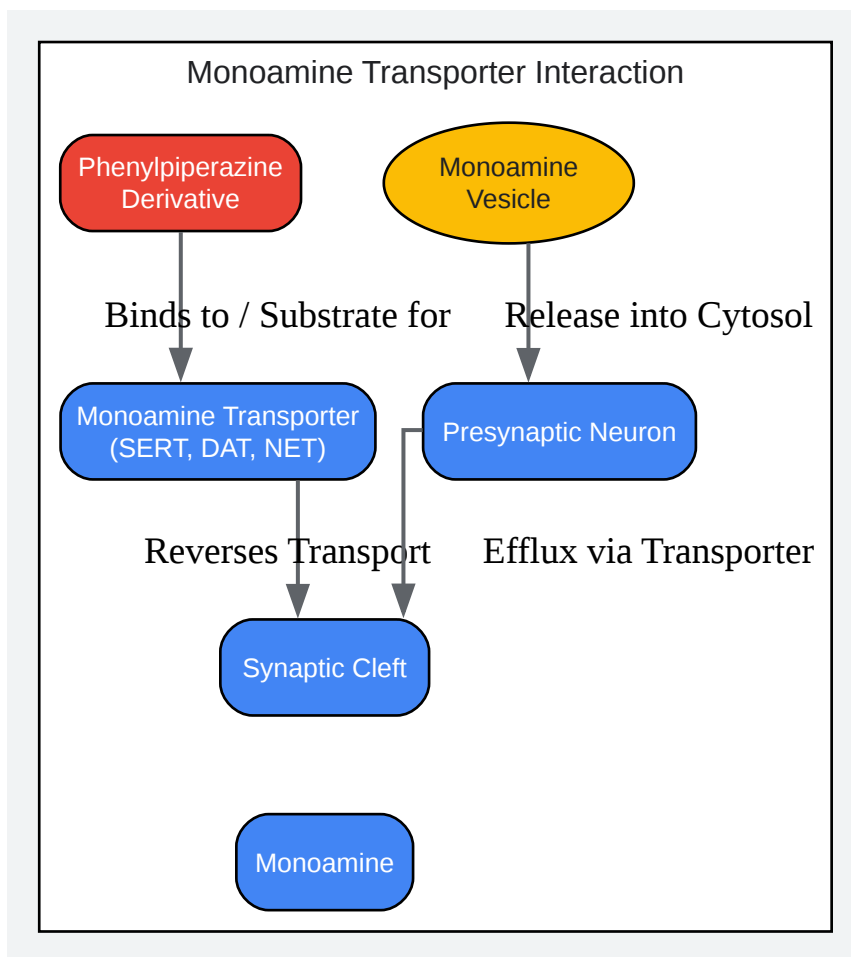 Monoamine Transporter Interaction
Phenylpiperazine
Derivative
Monoamine
Vesicle
Binds to / Substrate for
Release into Cytosol
Monoamine Transporter
(SERT, DAT, NET)
Presynaptic Neuron
Reverses Transport
Efflux via Transporter
Synaptic Cleft
Monoamine